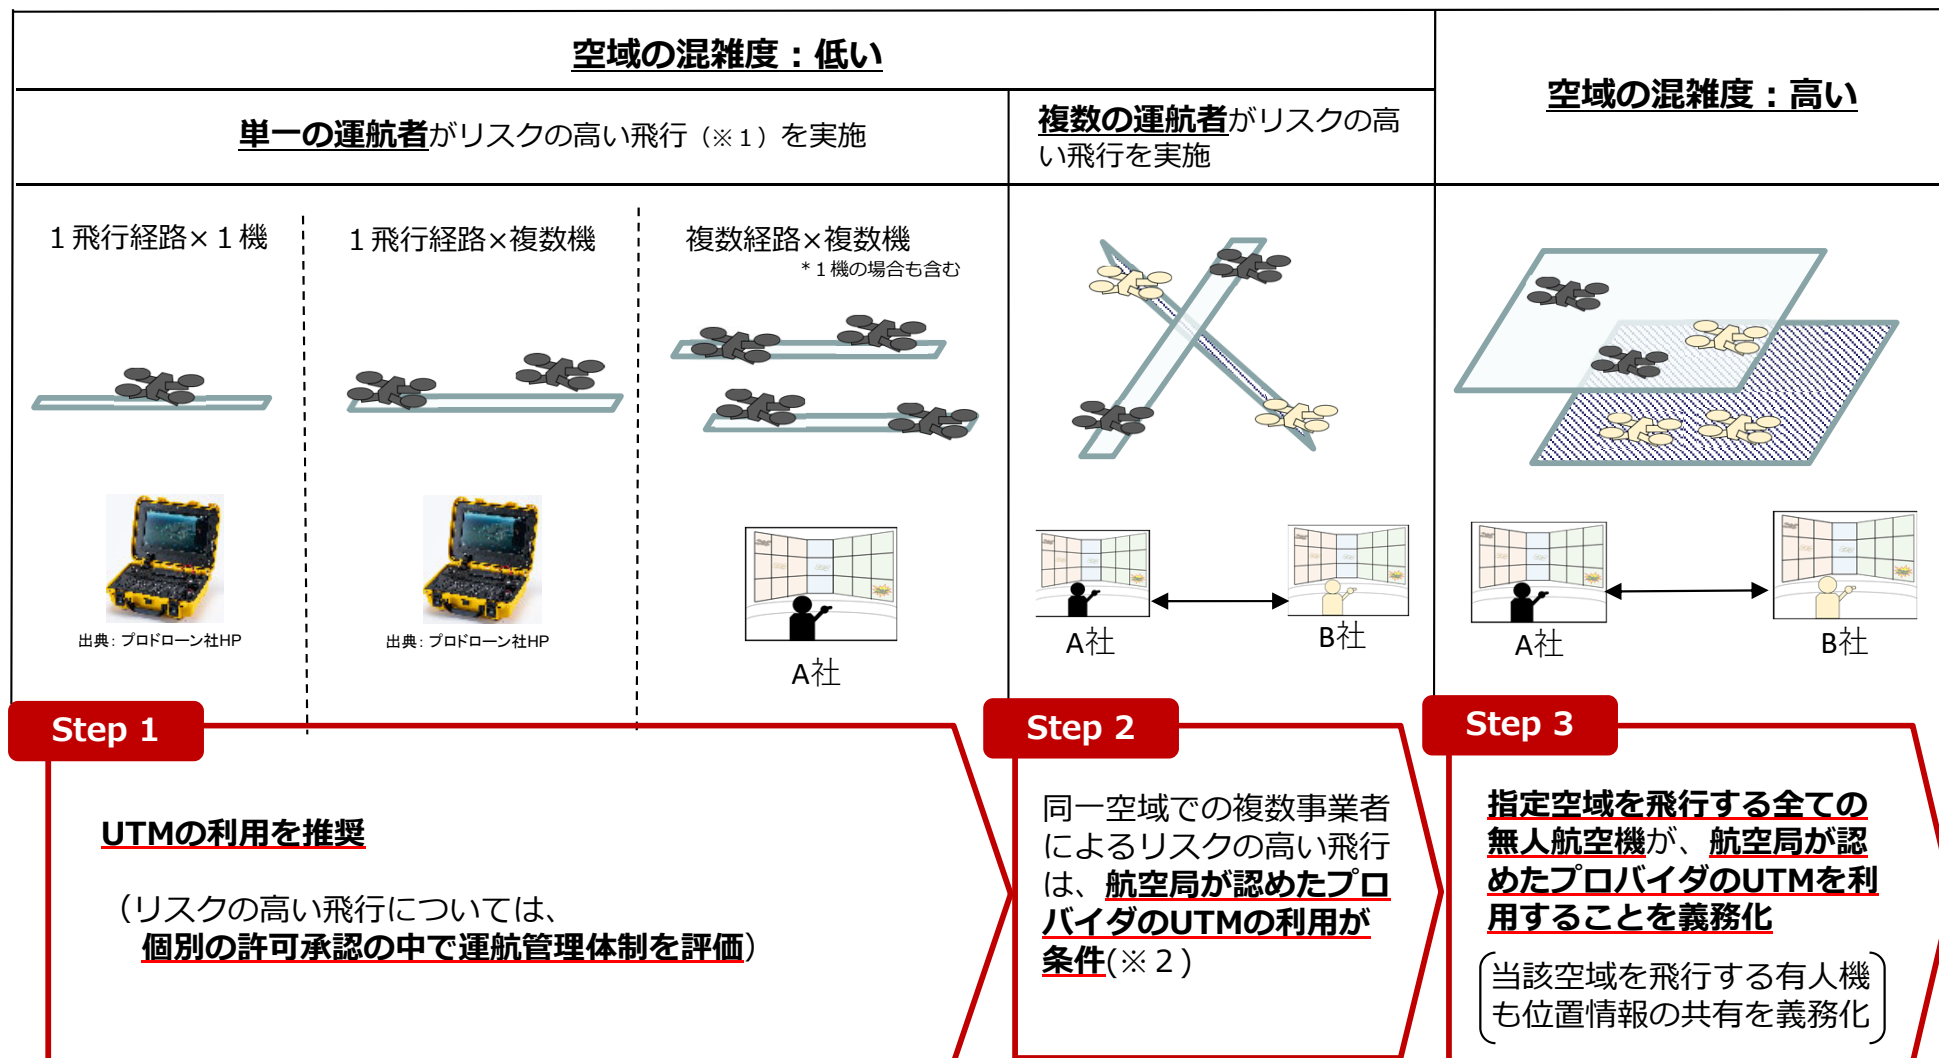 空域の混雑度：低い
空域の混雑度：高い
単一の運航者がリスクの高い飛行（※１）を実施
複数の運航者がリスクの高
い飛行を実施
１飛行経路×１機
１飛行経路×複数機
複数経路×複数機
*１機の場合も含む
出典：プロドローン社HP
出典：プロドローン社HP
A社
A社
B社
A社
B社
Step 1
UTMの利用を推奨
（リスクの高い飛行については、
個別の許可承認の中で運航管理体制を評価）
Step 2
同一空域での複数事業者
によるリスクの高い飛行
は、航空局が認めたプロ
バイダのUTMの利用が
条件(※２)
Step 3
指定空域を飛行する全ての
無人航空機が、航空局が認
めたプロバイダのUTMを利
用することを義務化
当該空域を飛行する有人機
も位置情報の共有を義務化